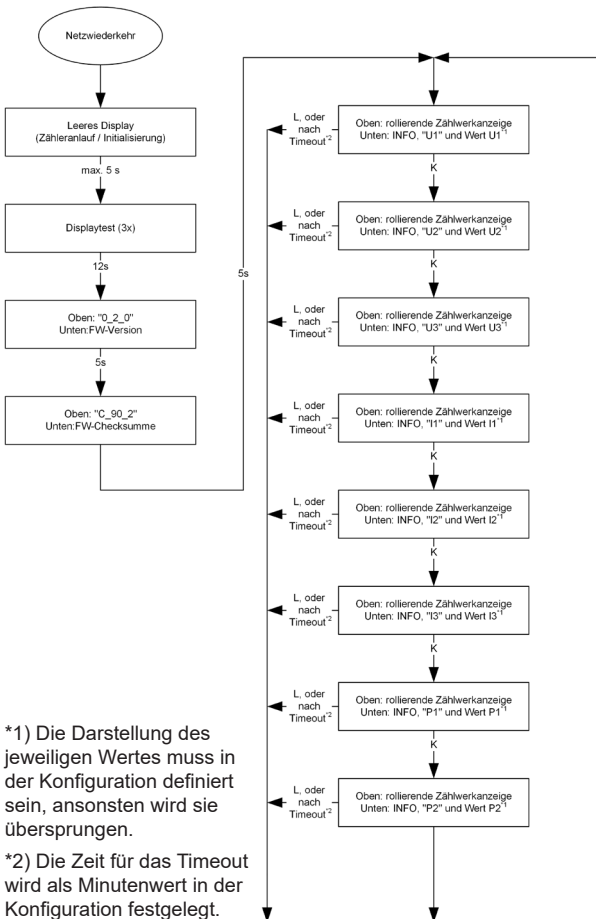 Netzwiederkehr
Leeres Display
(Zähleranlauf / Initialisierung)
max. 5 s
Displaytest (3x)
12s
Oben: "0_2_0"
Unten:FW-Version
5s
Oben: "C_90_2"
Unten:FW-Checksumme
5s
L, oder
nach
Timeout*2
Oben: rollierende Zählwerkanzeige
Unten: INFO, "U1" und Wert U1*1
K
L, oder
nach
Timeout*2
Oben: rollierende Zählwerkanzeige
Unten: INFO, "U2" und Wert U2*1
K
L, oder
nach
Timeout*2
Oben: rollierende Zählwerkanzeige
Unten: INFO, "U3" und Wert U3*1
K
L, oder
nach
Timeout*2
Oben: rollierende Zählwerkanzeige
Unten: INFO, "I1" und Wert I1*1
K
L, oder
nach
Timeout*2
Oben: rollierende Zählwerkanzeige
Unten: INFO, "I2" und Wert I2*1
K
L, oder
nach
Timeout*2
Oben: rollierende Zählwerkanzeige
Unten: INFO, "I3" und Wert I3*1
K
L, oder
nach
Timeout*2
Oben: rollierende Zählwerkanzeige
Unten: INFO, "P1" und Wert P1*1
K
L, oder
nach
Timeout*2
Oben: rollierende Zählwerkanzeige
Unten: INFO, "P2" und Wert P2*1
*1) Die Darstellung des
jeweiligen Wertes muss in
der Konfiguration definiert
sein, ansonsten wird sie
übersprungen.
*2) Die Zeit für das Timeout
wird als Minutenwert in der
Konfiguration festgelegt.